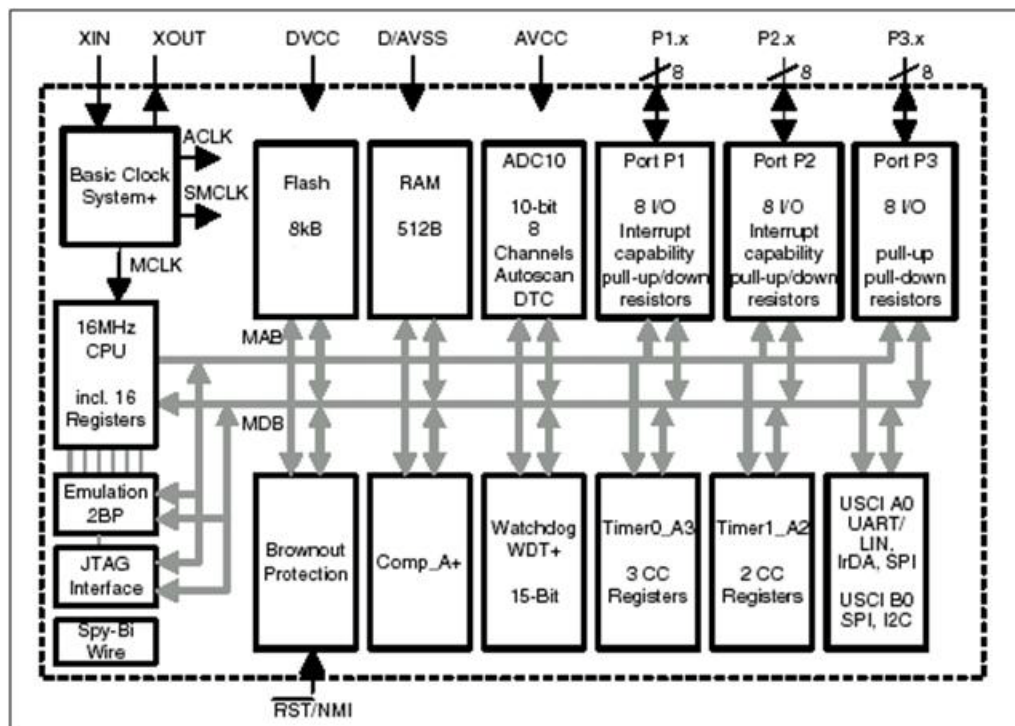 XIN XOUT DVCC D/AVSS AVCC P1.x P2.x P3.x
8 8 8
Basic Clock
System+
ACLK
SMCLK
MCLK
Flash
8kB
RAM
512B
ADC10
10-bit
8
Channels
Autoscan
DTC
Port P1
8 I/O
Interrupt
capability
pull-up/down
resistors
Port P2
8 I/O
Interrupt
capability
pull-up/down
resistors
Port P3
8 I/O
pull-up
pull-down
resistors
16MHz
CPU
incl. 16
Registers
MAB
MDB
Emulation
2BP
JTAG
Interface
Spy-Bi
Wire
Brownout
Protection
Comp_A+
Watchdog
WDT+
15-Bit
Timer0_A3
3 CC
Registers
Timer1_A2
2 CC
Registers
USCI A0
UART/
LIN,
IrDA, SPI
USCI B0
SPI, I2C
RST/NMI